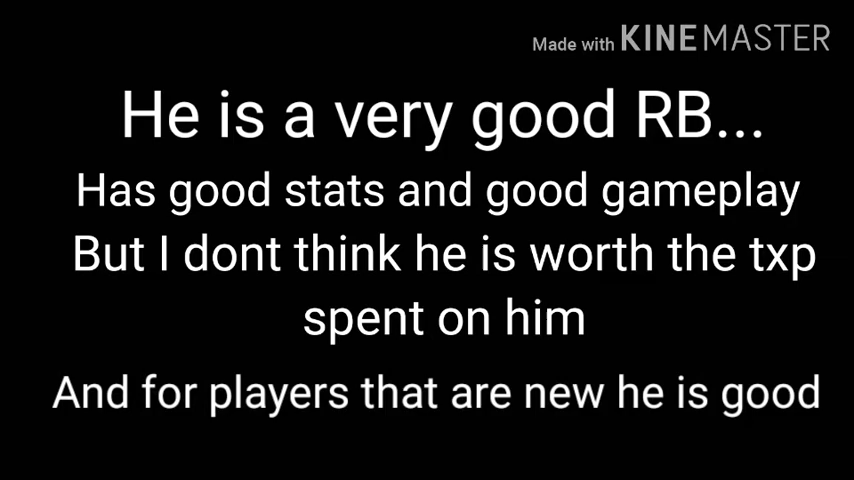 Made with KINEMASTER
He is a very good RB...
Has good stats and good gameplay
But I dont think he is worth the txp
spent on him
And for players that are new he is good